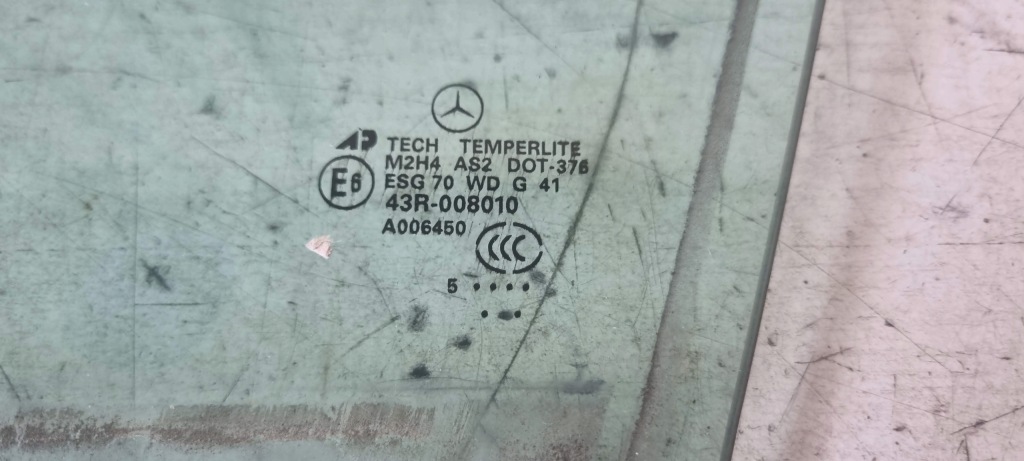 AP TECH TEMPERLITE
M2H4 AS2 DOT-376
E6 ESG 70 WD G 41
43R-008010
A006450
CCC
5 • • • •
• • •